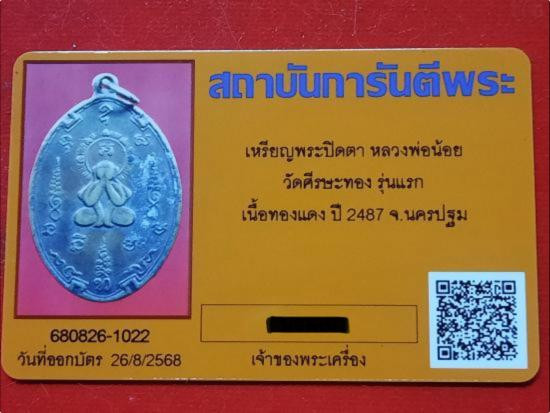 สถาบันการันตีพระ
เหรียญพระปิดตา หลวงพ่อน้อย
วัดศีรษะทอง รุ่นแรก
เนื้อทองแดง ปี 2487 จ.นครปฐม
680826-1022
วันที่ออกบัตร 26/8/2568
เจ้าของพระเครื่อง